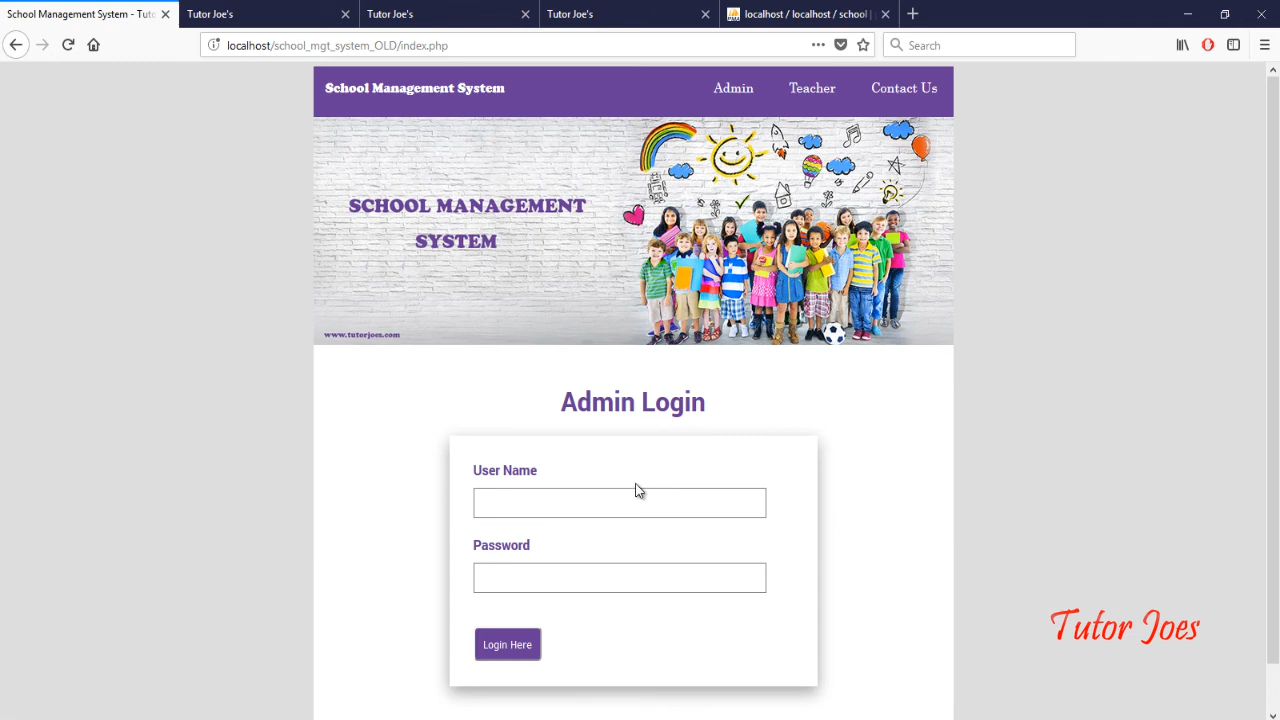 School Management System - Tuto
Tutor Joe's
Tutor Joe's
Tutor Joe's
localhost / localhost / school |
localhost/school_mgt_system_OLD/index.php
Search
School Management System
Admin
Teacher
Contact Us
SCHOOL MANAGEMENT
SYSTEM
www.tutorjoes.com
Admin Login
User Name
Password
Login Here
Tutor Joes